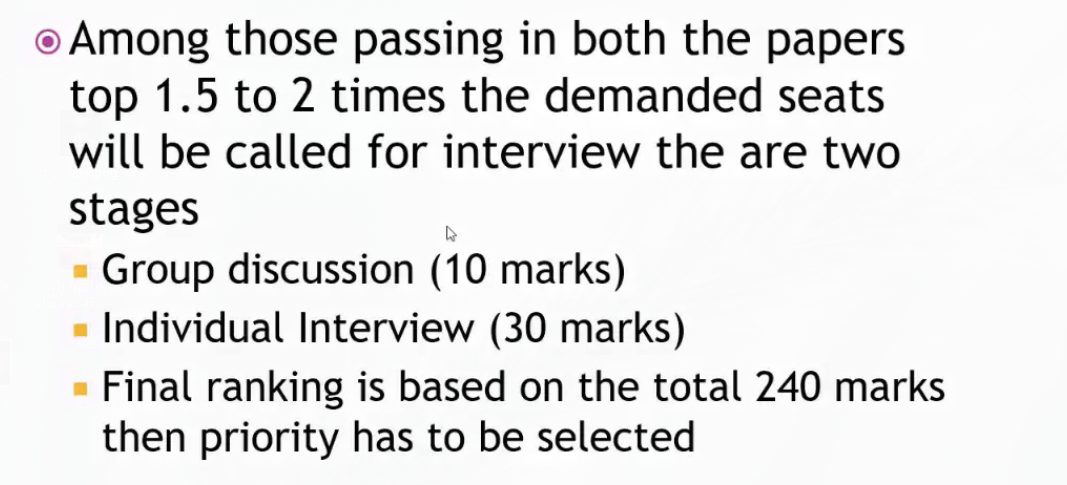 Among those passing in both the papers
top 1.5 to 2 times the demanded seats
will be called for interview the are two
stages
Group discussion (10 marks)
Individual Interview (30 marks)
Final ranking is based on the total 240 marks
then priority has to be selected